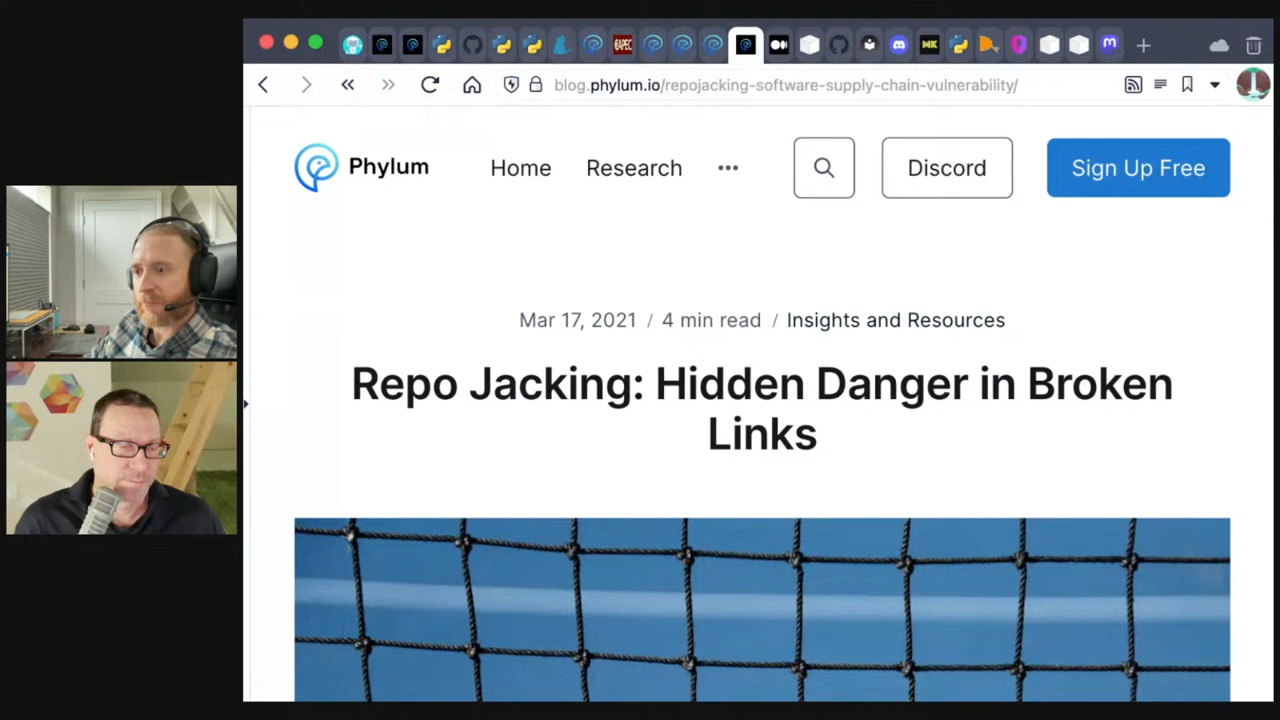 blog.phylum.io/repojacking-software-supply-chain-vulnerability/
Phylum
Home
Research
Discord
Sign Up Free
Mar 17, 2021 / 4 min read / Insights and Resources
Repo Jacking: Hidden Danger in Broken
Links